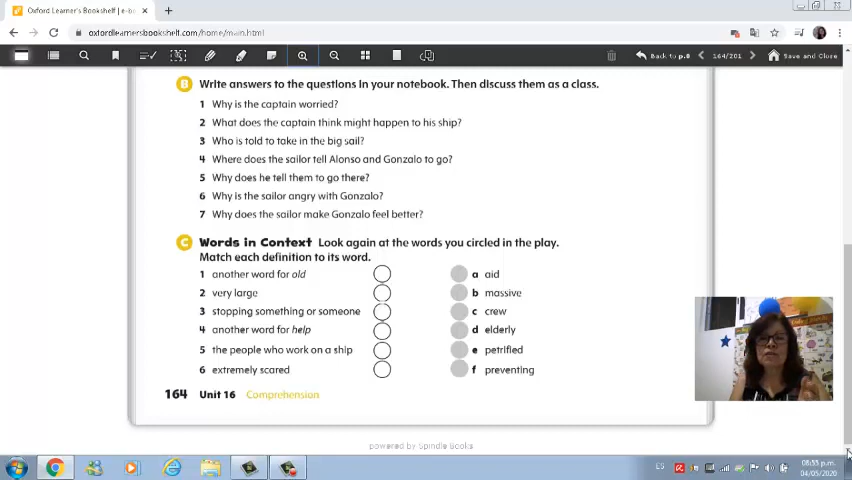 Oxford Learner's Bookshelf | e-b
oxfordlearnersbookshelf.com/home/main.html
Back to p.8
164/201
Save and Close
B Write answers to the questions in your notebook. Then discuss them as a class.
1 Why is the captain worried?
2 What does the captain think might happen to his ship?
3 Who is told to take in the big sail?
4 Where does the sailor tell Alonso and Gonzalo to go?
5 Why does he tell them to go there?
6 Why is the sailor angry with Gonzalo?
7 Why does the sailor make Gonzalo feel better?
C Words in Context Look again at the words you circled in the play.
Match each definition to its word.
1 another word for old a aid
2 very large b massive
3 stopping something or someone c crew
4 another word for help d elderly
5 the people who work on a ship e petrified
6 extremely scared f preventing
164 Unit 16 Comprehension
powered by Spindle Books
ES
08:55 p.m.
04/05/2020